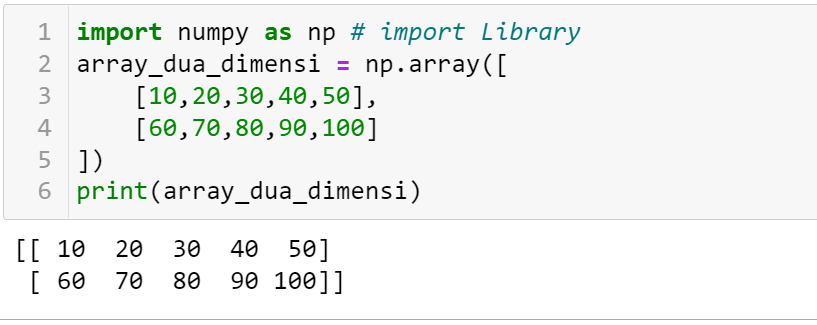 1 import numpy as np # import Library
2 array_dua_dimensi = np.array([
3     [10,20,30,40,50],
4     [60,70,80,90,100]
5 ])
6 print(array_dua_dimensi)
[[ 10  20  30  40  50]
 [ 60  70  80  90 100]]